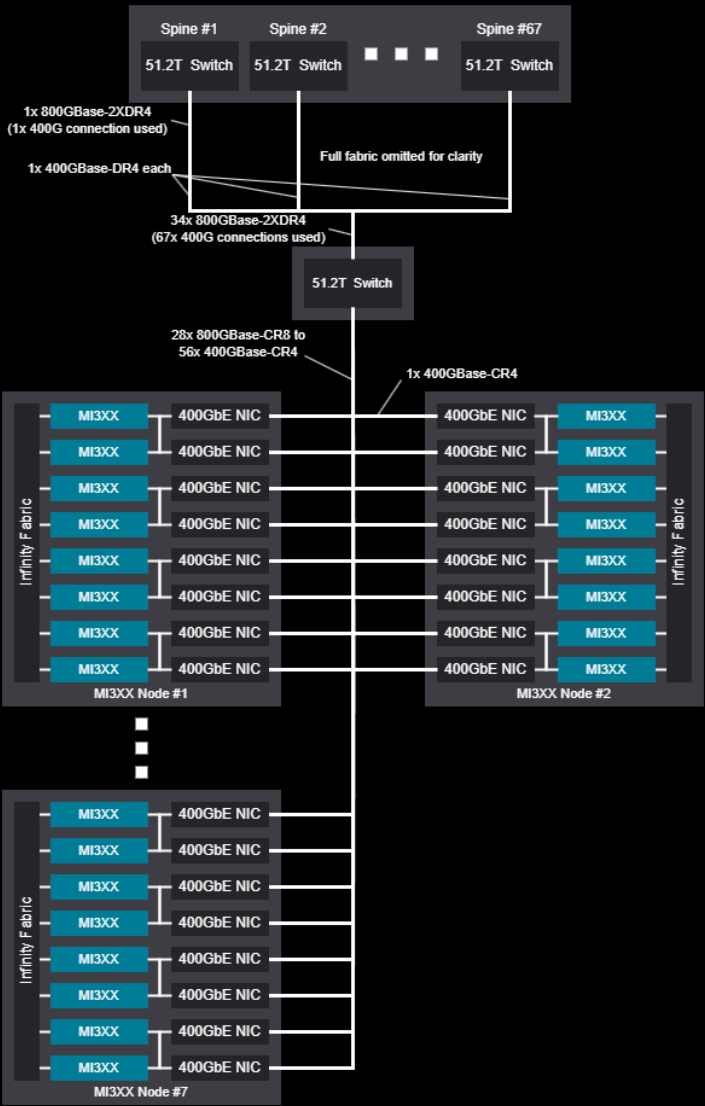 Spine #1
Spine #2
Spine #67
51.2T Switch
51.2T Switch
51.2T Switch
1x 800GBase-2XDR4
(1x 400G connection used)
Full fabric omitted for clarity
1x 400GBase-DR4 each
34x 800GBase-2XDR4
(67x 400G connections used)
51.2T Switch
28x 800GBase-CR8 to
56x 400GBase-CR4
1x 400GBase-CR4
Infinity Fabric
MI3XX 400GbE NIC
MI3XX 400GbE NIC
MI3XX 400GbE NIC
MI3XX 400GbE NIC
MI3XX 400GbE NIC
MI3XX 400GbE NIC
MI3XX 400GbE NIC
MI3XX 400GbE NIC
MI3XX Node #1
400GbE NIC MI3XX
400GbE NIC MI3XX
400GbE NIC MI3XX
400GbE NIC MI3XX
400GbE NIC MI3XX
400GbE NIC MI3XX
400GbE NIC MI3XX
400GbE NIC MI3XX
Infinity Fabric
MI3XX Node #2
Infinity Fabric
MI3XX 400GbE NIC
MI3XX 400GbE NIC
MI3XX 400GbE NIC
MI3XX 400GbE NIC
MI3XX 400GbE NIC
MI3XX 400GbE NIC
MI3XX 400GbE NIC
MI3XX 400GbE NIC
MI3XX Node #7